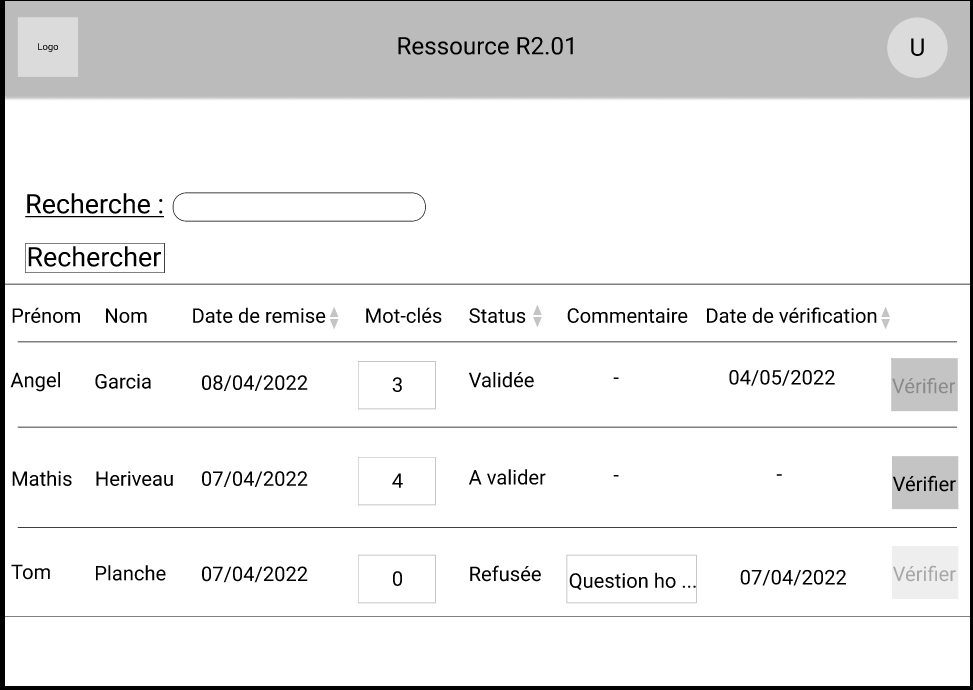 Logo
Ressource R2.01
U
Recherche :
Rechercher
Prénom Nom Date de remise Mot-clés Status Commentaire Date de vérification
Angel Garcia 08/04/2022 3 Validée - 04/05/2022 Vérifier
Mathis Heriveau 07/04/2022 4 A valider - - Vérifier
Tom Planche 07/04/2022 0 Refusée Question ho ... 07/04/2022 Vérifier